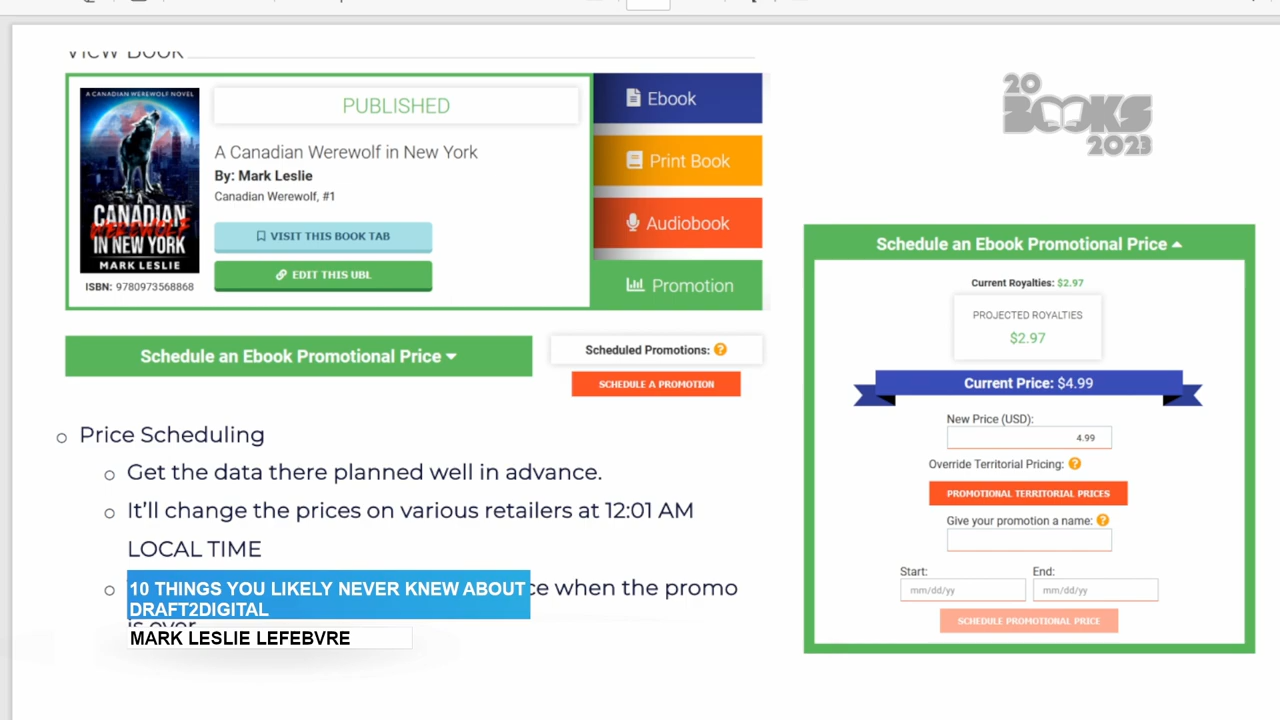 VIEW BOOK
A CANADIAN WEREWOLF NOVEL
A
CANADIAN
WEREWOLF
IN NEW YORK
MARK LESLIE
ISBN: 9780973568868
PUBLISHED
A Canadian Werewolf in New York
By: Mark Leslie
Canadian Werewolf, #1
VISIT THIS BOOK TAB
EDIT THIS UBL
Ebook
Print Book
Audiobook
Promotion
Schedule an Ebook Promotional Price
Scheduled Promotions: ?
SCHEDULE A PROMOTION
Price Scheduling
Get the data there planned well in advance.
It’ll change the prices on various retailers at 12:01 AM
LOCAL TIME
when the promo
is over
10 THINGS YOU LIKELY NEVER KNEW ABOUT
DRAFT2DIGITAL
MARK LESLIE LEFEBVRE
20
BOOKS
2023
Schedule an Ebook Promotional Price
Current Royalties: $2.97
PROJECTED ROYALTIES
$2.97
Current Price: $4.99
New Price (USD):
4.99
Override Territorial Pricing: ?
PROMOTIONAL TERRITORIAL PRICES
Give your promotion a name: ?
Start: End:
mm/dd/yy mm/dd/yy
SCHEDULE PROMOTIONAL PRICE